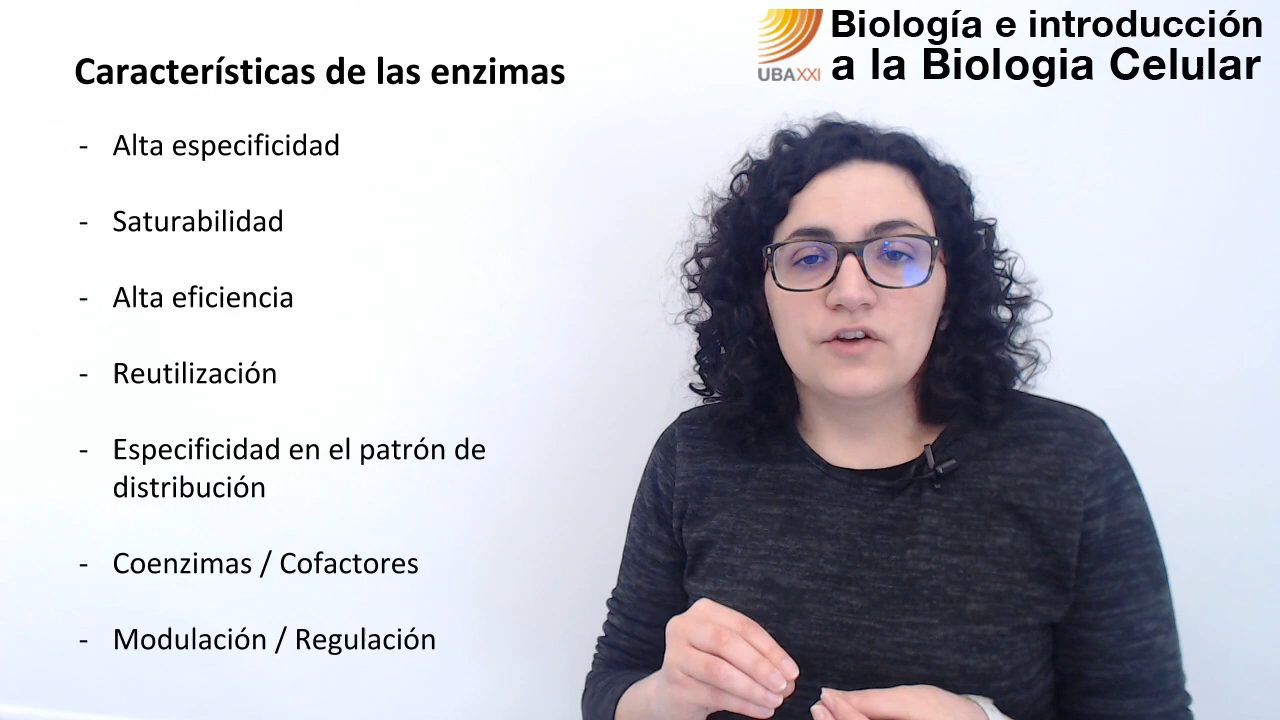 Características de las enzimas
- Alta especificidad
- Saturabilidad
- Alta eficiencia
- Reutilización
- Especificidad en el patrón de
distribución
- Coenzimas / Cofactores
- Modulación / Regulación
UBAXXI
Biología e introducción
a la Biologia Celular